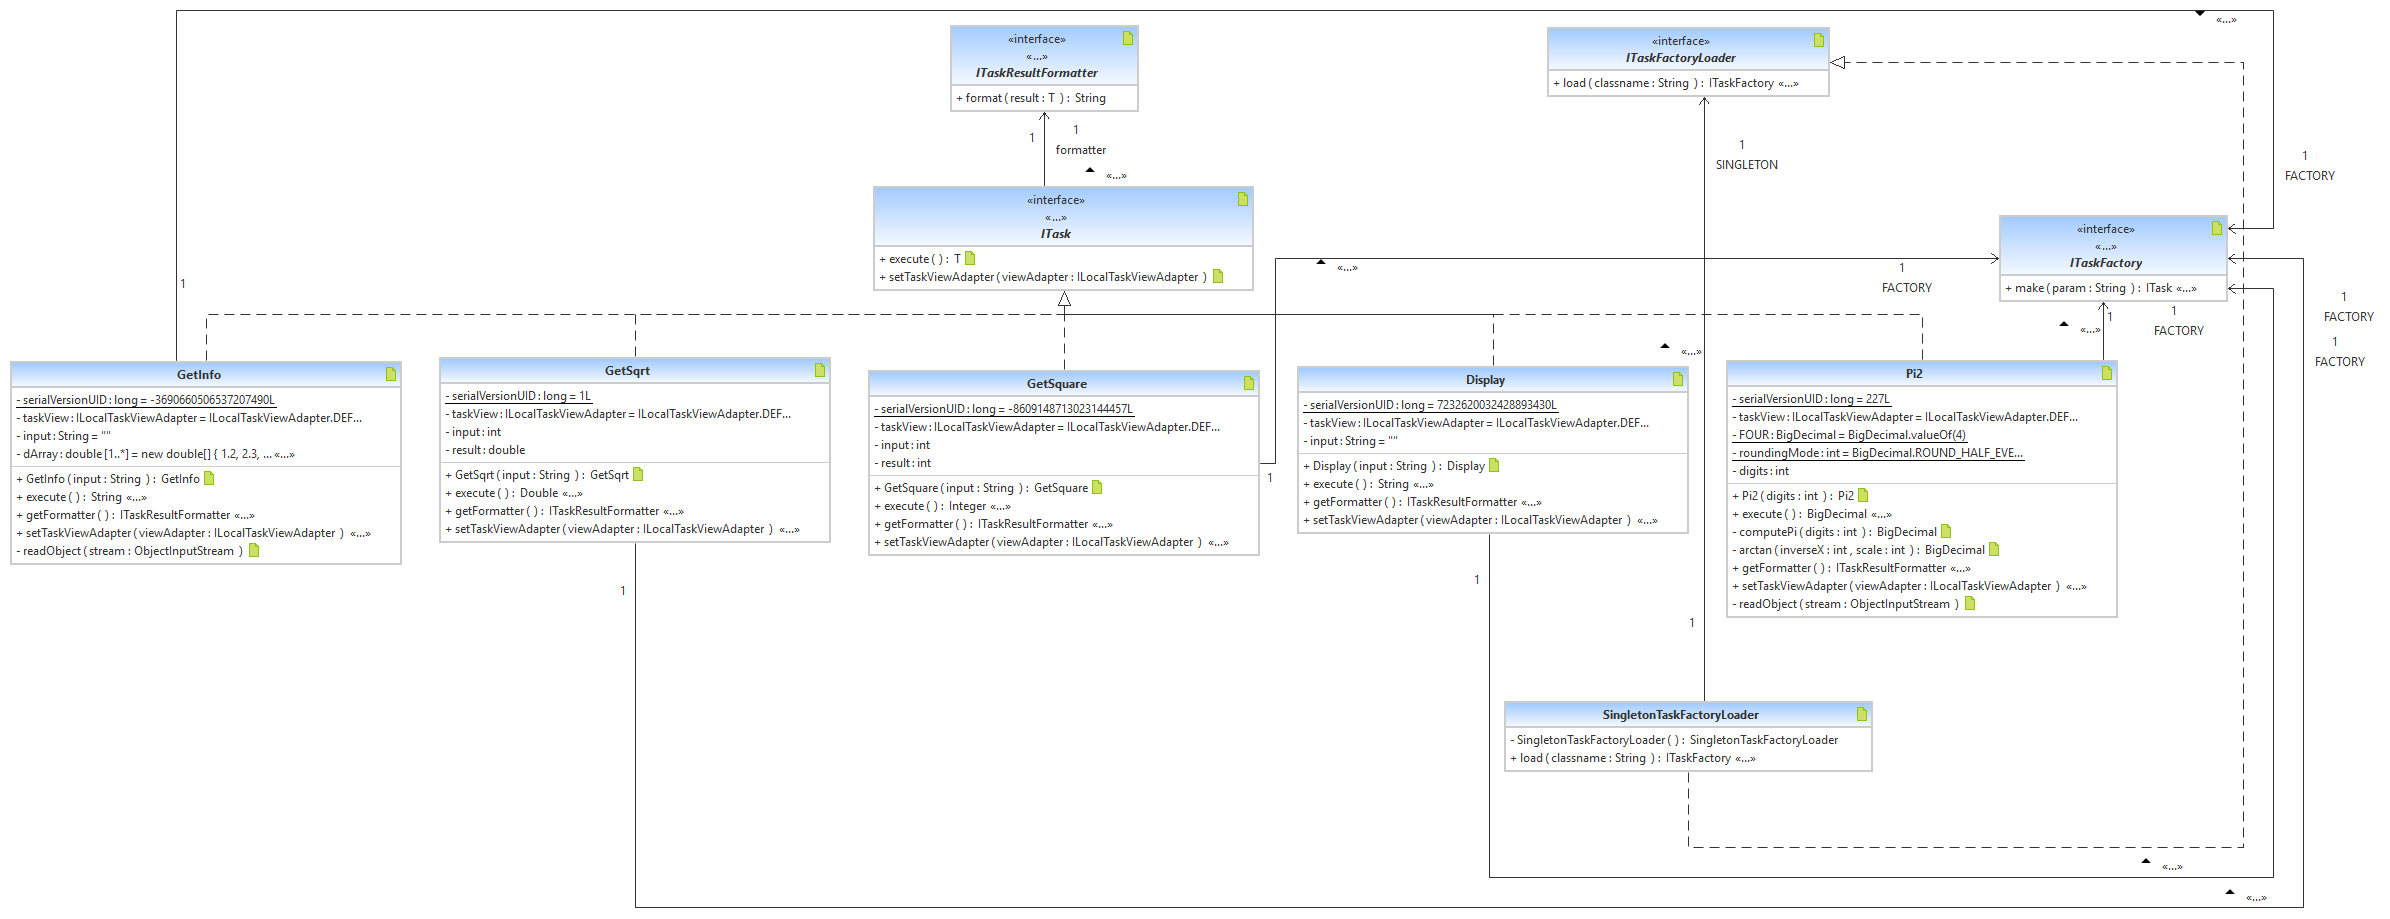 «...»
«interface»
«...»
ITaskResultFormatter
+ format ( result : T ) : String
«interface»
ITaskFactoryLoader
+ load ( classname : String ) : ITaskFactory «...»
1
1
formatter
«...»
1
SINGLETON
1
FACTORY
«interface»
«...»
ITask
+ execute ( ) : T
+ setTaskViewAdapter ( viewAdapter : ILocalTaskViewAdapter )
«interface»
«...»
ITaskFactory
+ make ( param : String ) : ITask «...»
1
«...»
1
FACTORY
1
FACTORY
1
«...»
1
FACTORY
1
FACTORY
«...»
GetInfo
- serialVersionUID : long = -3690660506537207490L
- taskView : ILocalTaskViewAdapter = ILocalTaskViewAdapter.DEF...
- input : String = ""
- dArray : double [1..*] = new double[] { 1.2, 2.3, ... «...»
+ GetInfo ( input : String ) : GetInfo
+ execute ( ) : String «...»
+ getFormatter ( ) : ITaskResultFormatter «...»
+ setTaskViewAdapter ( viewAdapter : ILocalTaskViewAdapter ) «...»
- readObject ( stream : ObjectInputStream )
GetSqrt
- serialVersionUID : long = 1L
- taskView : ILocalTaskViewAdapter = ILocalTaskViewAdapter.DEF...
- input : int
- result : double
+ GetSqrt ( input : String ) : GetSqrt
+ execute ( ) : Double «...»
+ getFormatter ( ) : ITaskResultFormatter «...»
+ setTaskViewAdapter ( viewAdapter : ILocalTaskViewAdapter ) «...»
GetSquare
- serialVersionUID : long = -8609148713023144457L
- taskView : ILocalTaskViewAdapter = ILocalTaskViewAdapter.DEF...
- input : int
- result : int
+ GetSquare ( input : String ) : GetSquare
+ execute ( ) : Integer «...»
+ getFormatter ( ) : ITaskResultFormatter «...»
+ setTaskViewAdapter ( viewAdapter : ILocalTaskViewAdapter ) «...»
1
Display
- serialVersionUID : long = 7232620032428893430L
- taskView : ILocalTaskViewAdapter = ILocalTaskViewAdapter.DEF...
- input : String = ""
+ Display ( input : String ) : Display
+ execute ( ) : String «...»
+ getFormatter ( ) : ITaskResultFormatter «...»
+ setTaskViewAdapter ( viewAdapter : ILocalTaskViewAdapter ) «...»
Pi2
- serialVersionUID : long = 227L
- taskView : ILocalTaskViewAdapter = ILocalTaskViewAdapter.DEF...
- FOUR : BigDecimal = BigDecimal.valueOf(4)
- roundingMode : int = BigDecimal.ROUND_HALF_EVE...
- digits : int
+ Pi2 ( digits : int ) : Pi2
+ execute ( ) : BigDecimal «...»
- computePi ( digits : int ) : BigDecimal
- arctan ( inverseX : int , scale : int ) : BigDecimal
+ getFormatter ( ) : ITaskResultFormatter «...»
+ setTaskViewAdapter ( viewAdapter : ILocalTaskViewAdapter ) «...»
- readObject ( stream : ObjectInputStream )
1
1
1
SingletonTaskFactoryLoader
- SingletonTaskFactoryLoader ( ) : SingletonTaskFactoryLoader
+ load ( classname : String ) : ITaskFactory «...»
«...»
«...»